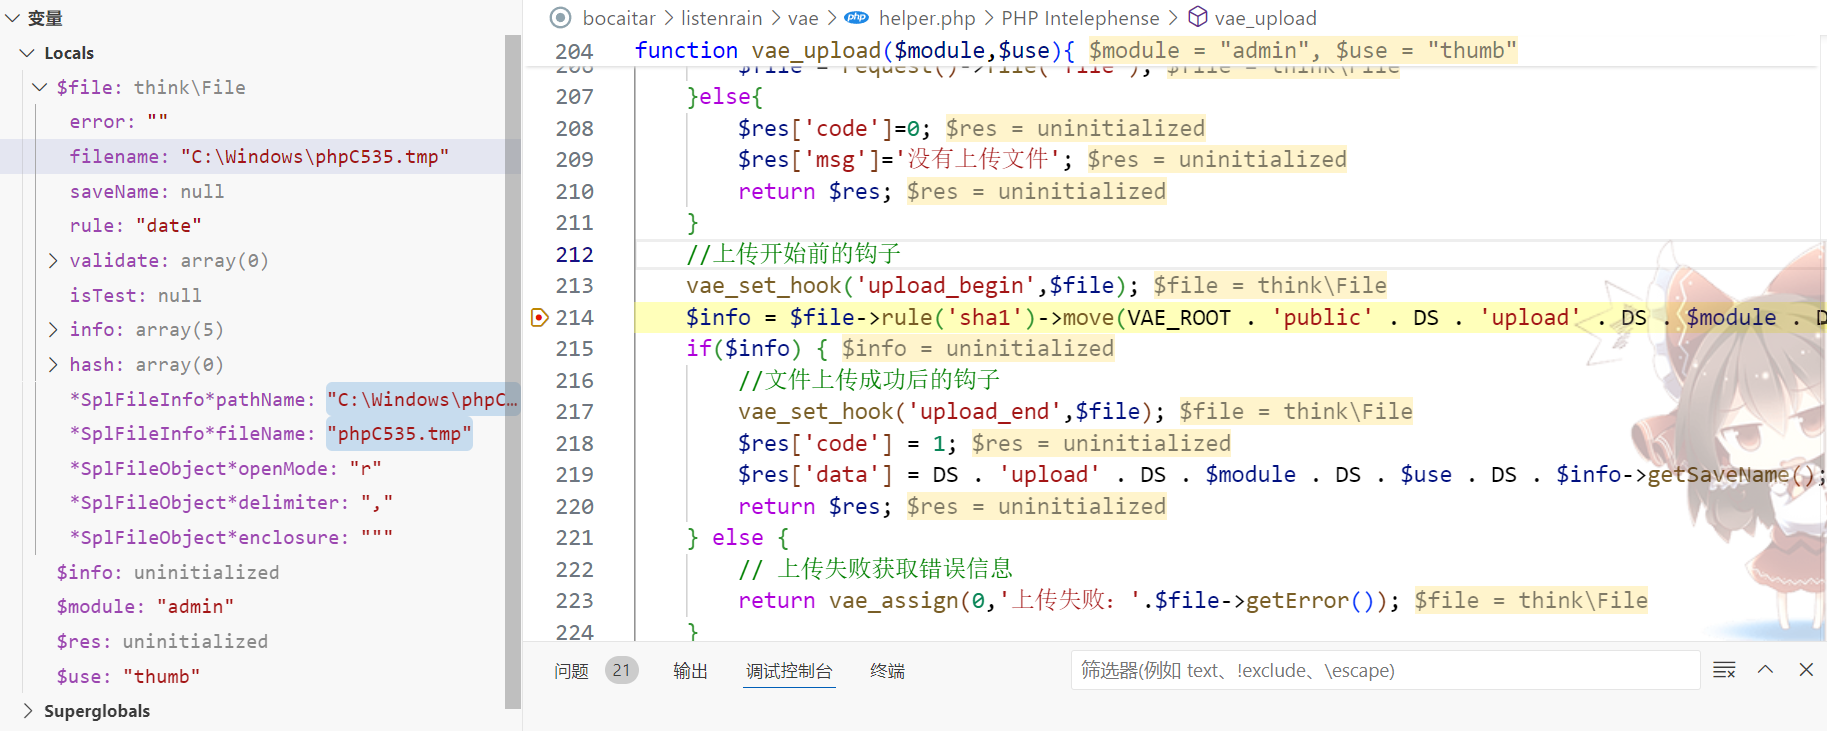 变量
Locals
$file: think\File
error: ""
filename: "C:\Windows\phpC535.tmp"
saveName: null
rule: "date"
validate: array(0)
isTest: null
info: array(5)
hash: array(0)
*SplFileInfo*pathName: "C:\Windows\phpC…
*SplFileInfo*fileName: "phpC535.tmp"
*SplFileObject*openMode: "r"
*SplFileObject*delimiter: ","
*SplFileObject*enclosure: """
$info: uninitialized
$module: "admin"
$res: uninitialized
$use: "thumb"
Superglobals
bocaitar > listenrain > vae > php helper.php > PHP Intelephense > vae_upload
204 function vae_upload($module,$use){ $module = "admin", $use = "thumb"
206 $file = request()->file('file'); $file = think\File
207 }else{
208 $res['code']=0; $res = uninitialized
209 $res['msg']='没有上传文件'; $res = uninitialized
210 return $res; $res = uninitialized
211 }
212 //上传开始前的钩子
213 vae_set_hook('upload_begin',$file); $file = think\File
214 $info = $file->rule('sha1')->move(VAE_ROOT . 'public' . DS . 'upload' . DS . $module . D
215 if($info) { $info = uninitialized
216 //文件上传成功后的钩子
217 vae_set_hook('upload_end',$file); $file = think\File
218 $res['code'] = 1; $res = uninitialized
219 $res['data'] = DS . 'upload' . DS . $module . DS . $use . DS . $info->getSaveName();
220 return $res; $res = uninitialized
221 } else {
222 // 上传失败获取错误信息
223 return vae_assign(0,'上传失败：'.$file->getError()); $file = think\File
224 }
问题 21 输出 调试控制台 终端 筛选器(例如 text、!exclude、\escape)